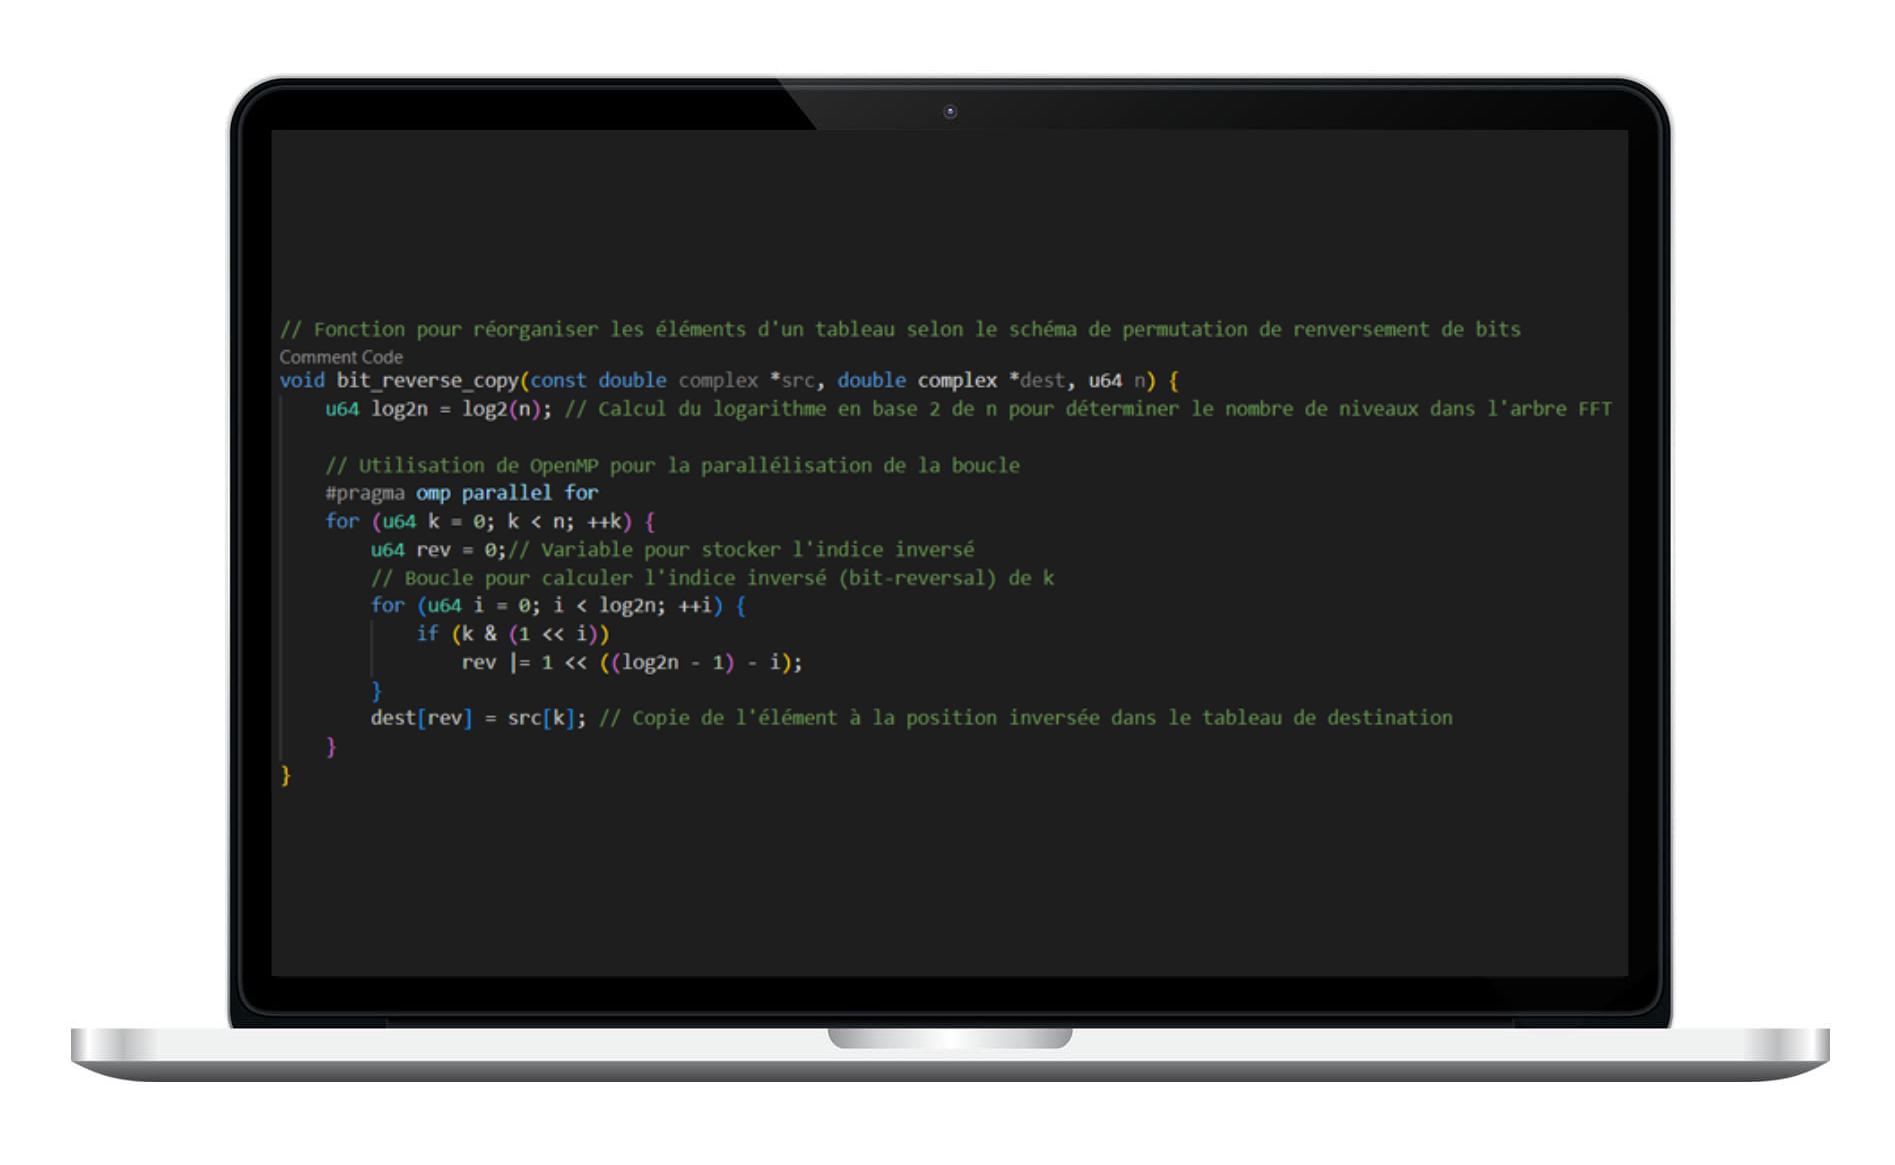 // Fonction pour réorganiser les éléments d'un tableau selon le schéma de permutation de renversement de bits
Comment Code
void bit_reverse_copy(const double complex *src, double complex *dest, u64 n) {
u64 log2n = log2(n); // Calcul du logarithme en base 2 de n pour déterminer le nombre de niveaux dans l'arbre FFT
// Utilisation de OpenMP pour la parallélisation de la boucle
#pragma omp parallel for
for (u64 k = 0; k < n; ++k) {
u64 rev = 0;// Variable pour stocker l'indice inversé
// Boucle pour calculer l'indice inversé (bit-reversal) de k
for (u64 i = 0; i < log2n; ++i) {
if (k & (1 << i))
rev |= 1 << ((log2n - 1) - i);
}
dest[rev] = src[k]; // Copie de l'élément à la position inversée dans le tableau de destination
}
}